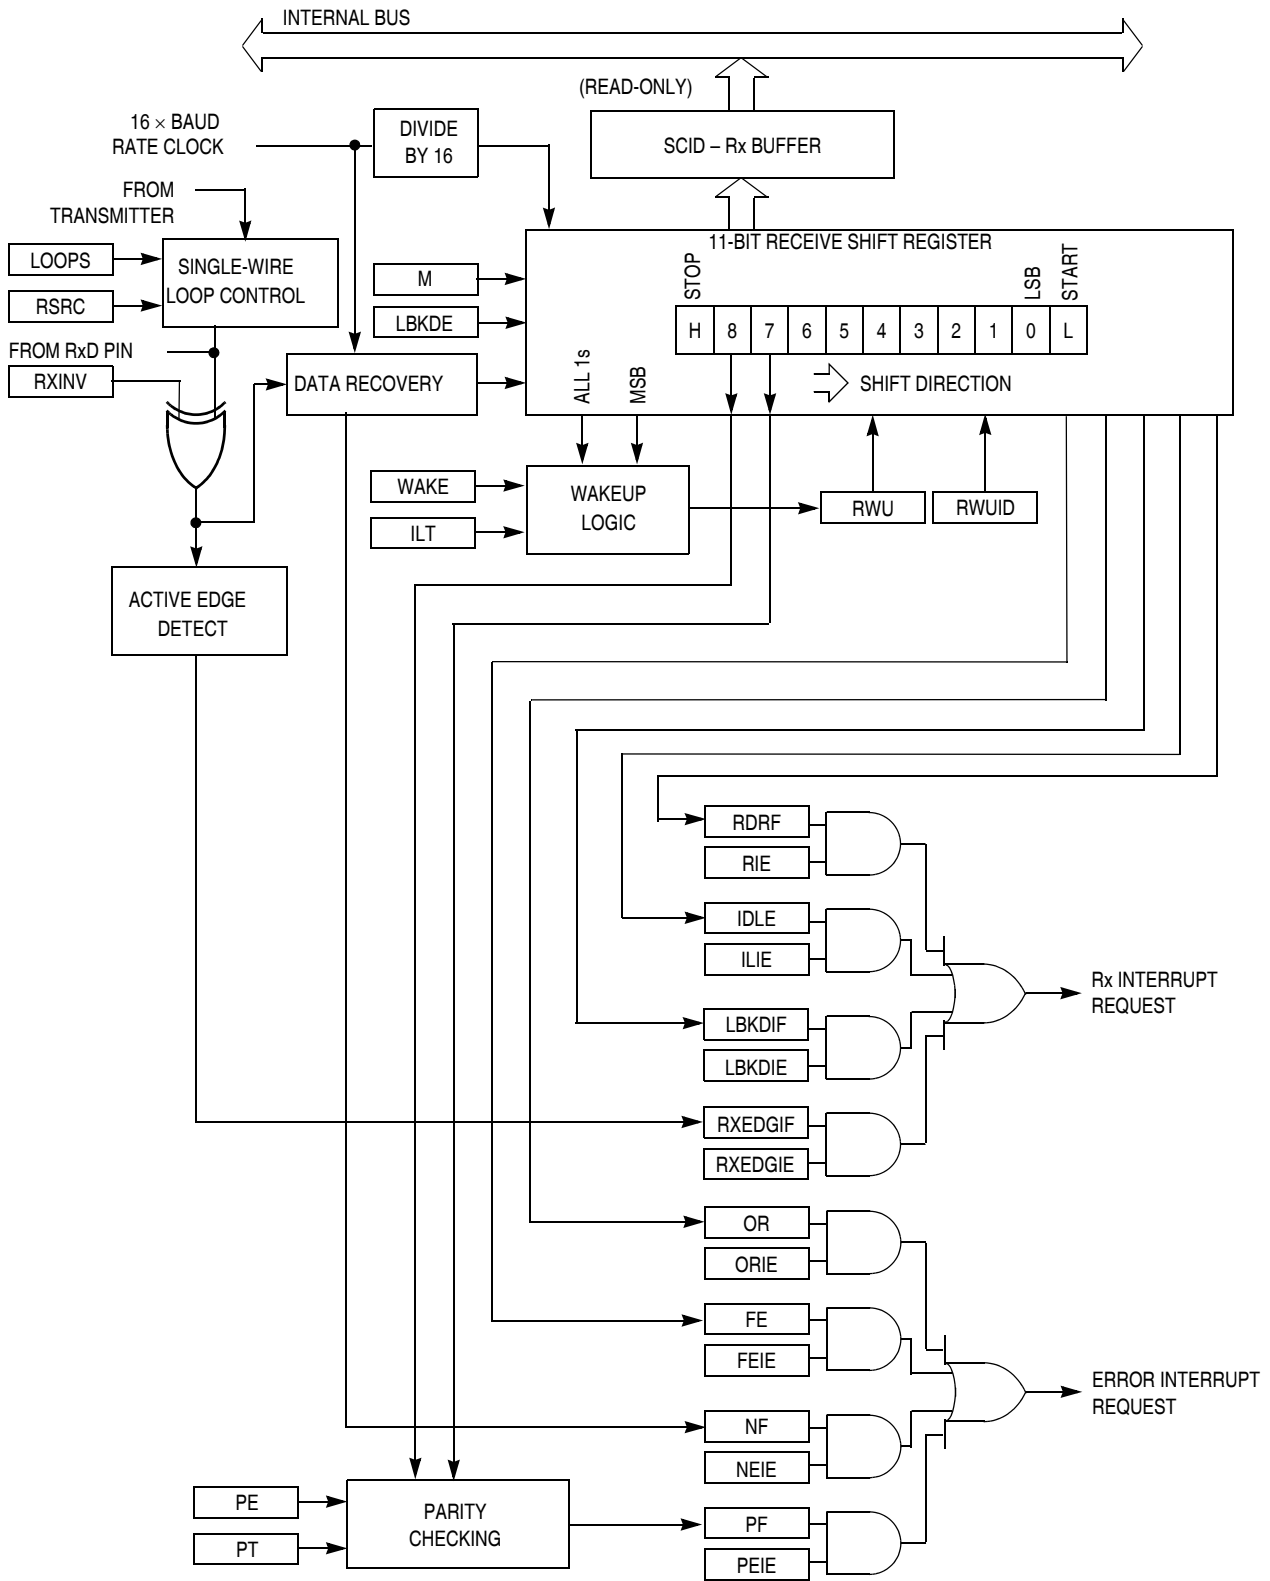 INTERNAL BUS
(READ-ONLY)
16 × BAUD
RATE CLOCK
DIVIDE
BY 16
SCID – Rx BUFFER
FROM
TRANSMITTER
11-BIT RECEIVE SHIFT REGISTER
LOOPS
RSRC
SINGLE-WIRE
LOOP CONTROL
M
LBKDE
STOP
LSB
START
H 8 7 6 5 4 3 2 1 0 L
FROM RxD PIN
RXINV
DATA RECOVERY
ALL 1s
MSB
SHIFT DIRECTION
WAKE
ILT
WAKEUP
LOGIC
RWU
RWUID
ACTIVE EDGE
DETECT
RDRF
RIE
IDLE
ILIE
Rx INTERRUPT
REQUEST
LBKDIF
LBKDIE
RXEDGIF
RXEDGIE
OR
ORIE
FE
FEIE
ERROR INTERRUPT
REQUEST
NF
NEIE
PE
PT
PARITY
CHECKING
PF
PEIE